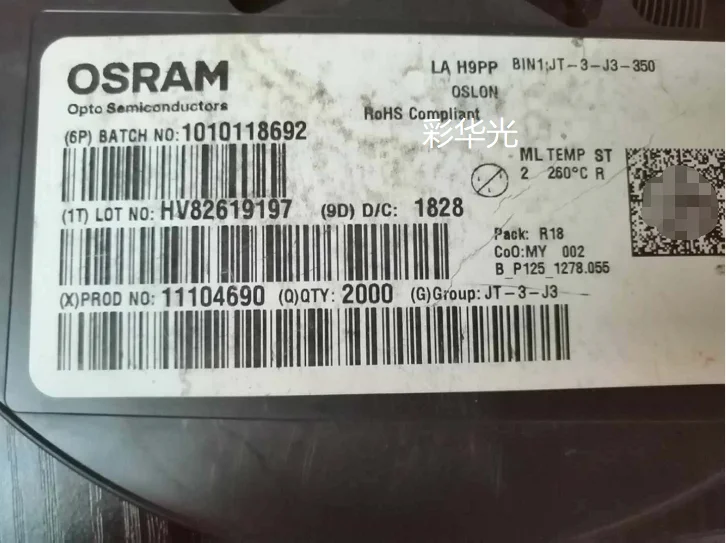 OSRAM
Opto Semiconductors
LA H9PP BIN1:JT-3-J3-350
OSLON
RoHS Compliant
彩华光
(6P) BATCH NO:1010118692
ML TEMP ST
2 260°C R
(1T) LOT NO: HV82619197 (9D) D/C: 1828
Pack: R18
CoO:MY 002
B_P125_1278.055
(X)PROD NO: 11104690 (Q)QTY: 2000 (G)Group: JT-3-J3